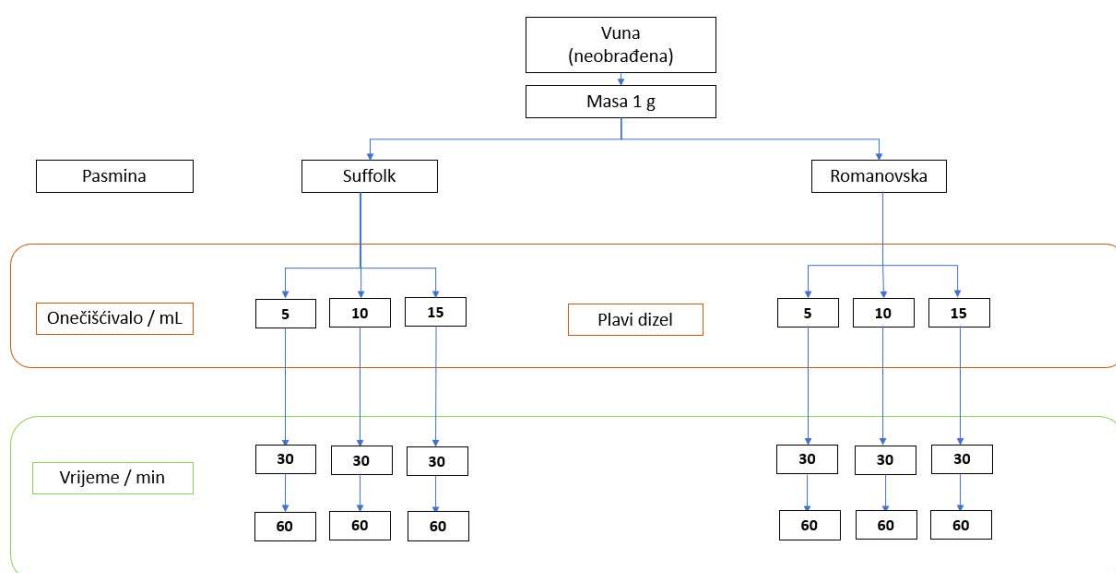 Vuna
(neobrađena)
Masa 1 g
Pasmina
Suffolk
Romanovska
Onečišćivalo / mL
5
10
15
Plavi dizel
5
10
15
Vrijeme / min
30
30
30
30
30
30
60
60
60
60
60
60